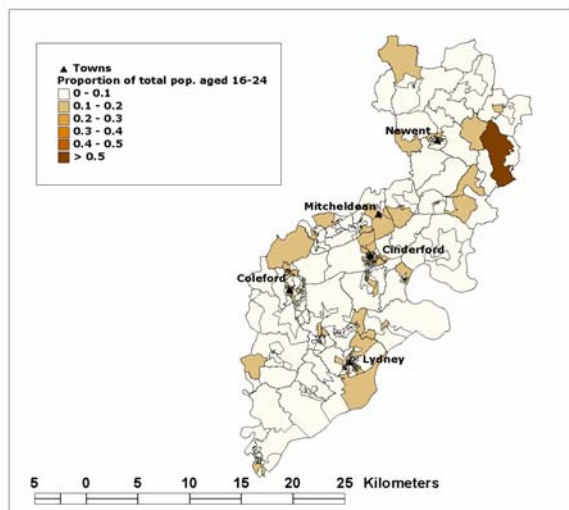 ▲ Towns
Proportion of total pop. aged 16-24
0 - 0.1
0.1 - 0.2
0.2 - 0.3
0.3 - 0.4
0.4 - 0.5
> 0.5
Newent
Mitcheldean
Cinderford
Coleford
Lydney
5 0 5 10 15 20 25 Kilometers